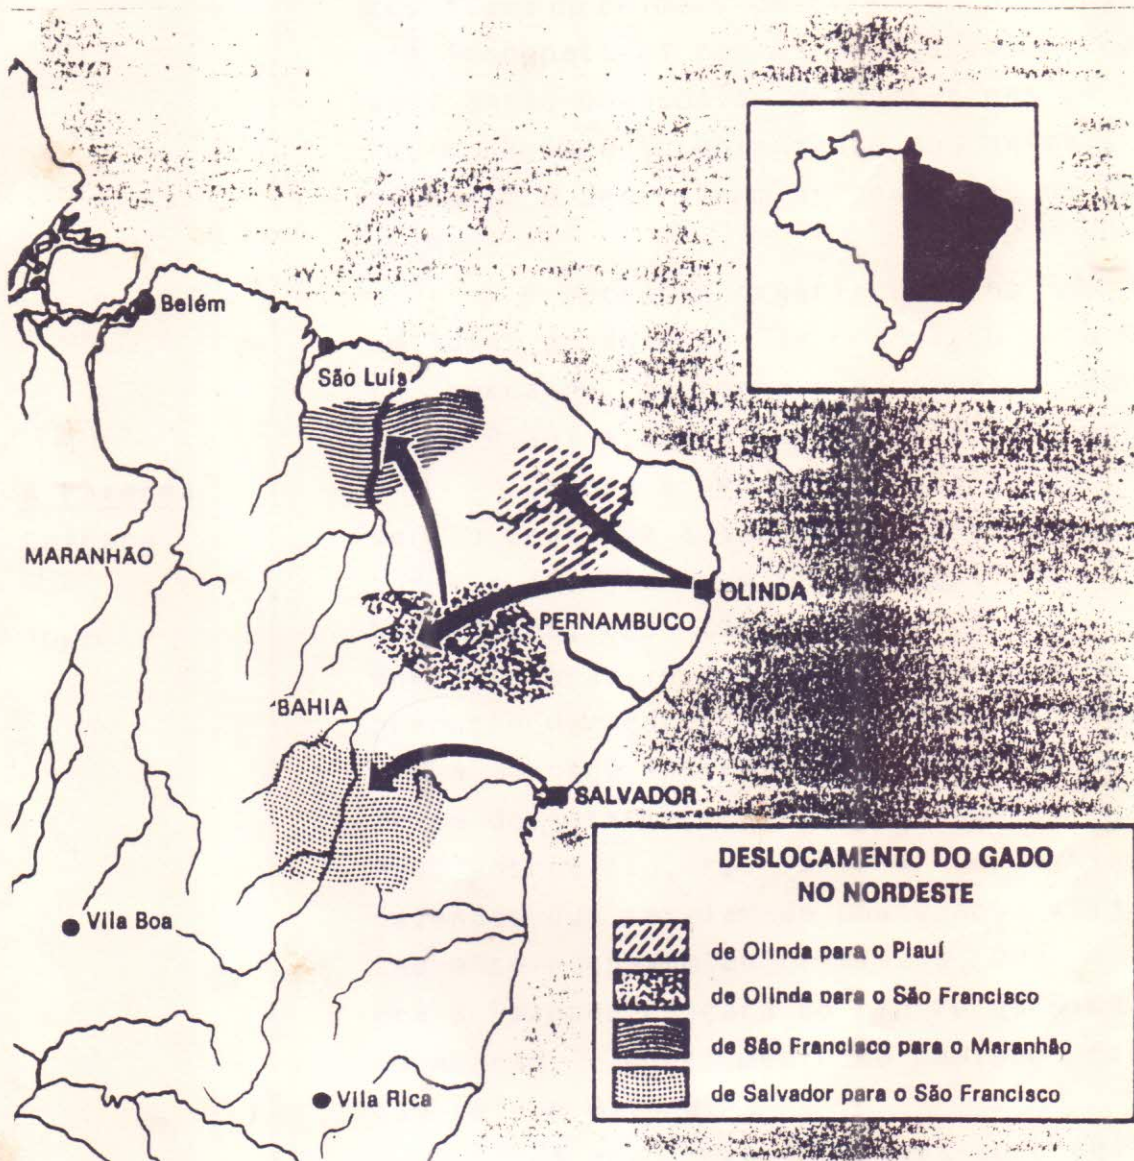 Belém
São Luís
MARANHÃO
OLINDA
PERNAMBUCO
BAHIA
SALVADOR
Vila Boa
Vila Rica
DESLOCAMENTO DO GADO
NO NORDESTE
de Olinda para o Piauí
de Olinda para o São Francisco
de São Francisco para o Maranhão
de Salvador para o São Francisco